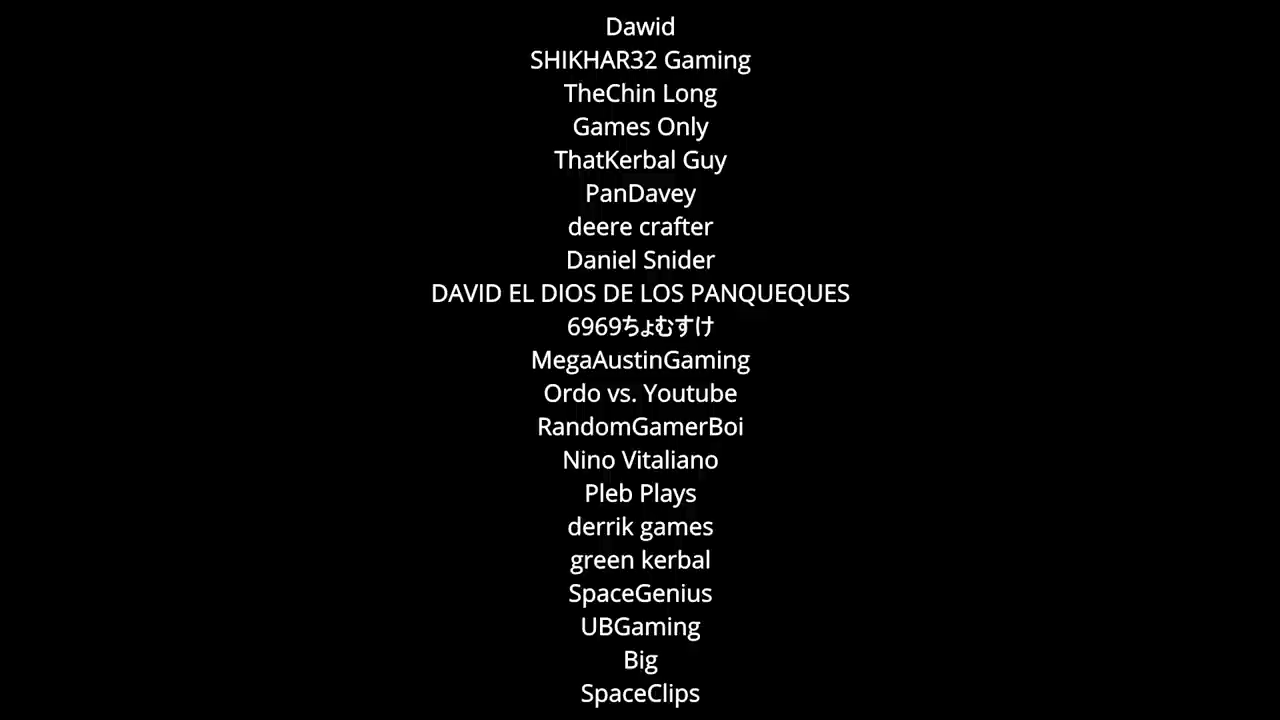 Dawid
SHIKHAR32 Gaming
TheChin Long
Games Only
ThatKerbal Guy
PanDavey
deere crafter
Daniel Snider
DAVID EL DIOS DE LOS PANQUEQUES
6969ちょむすけ
MegaAustinGaming
Ordo vs. Youtube
RandomGamerBoi
Nino Vitaliano
Pleb Plays
derrik games
green kerbal
SpaceGenius
UBGaming
Big
SpaceClips